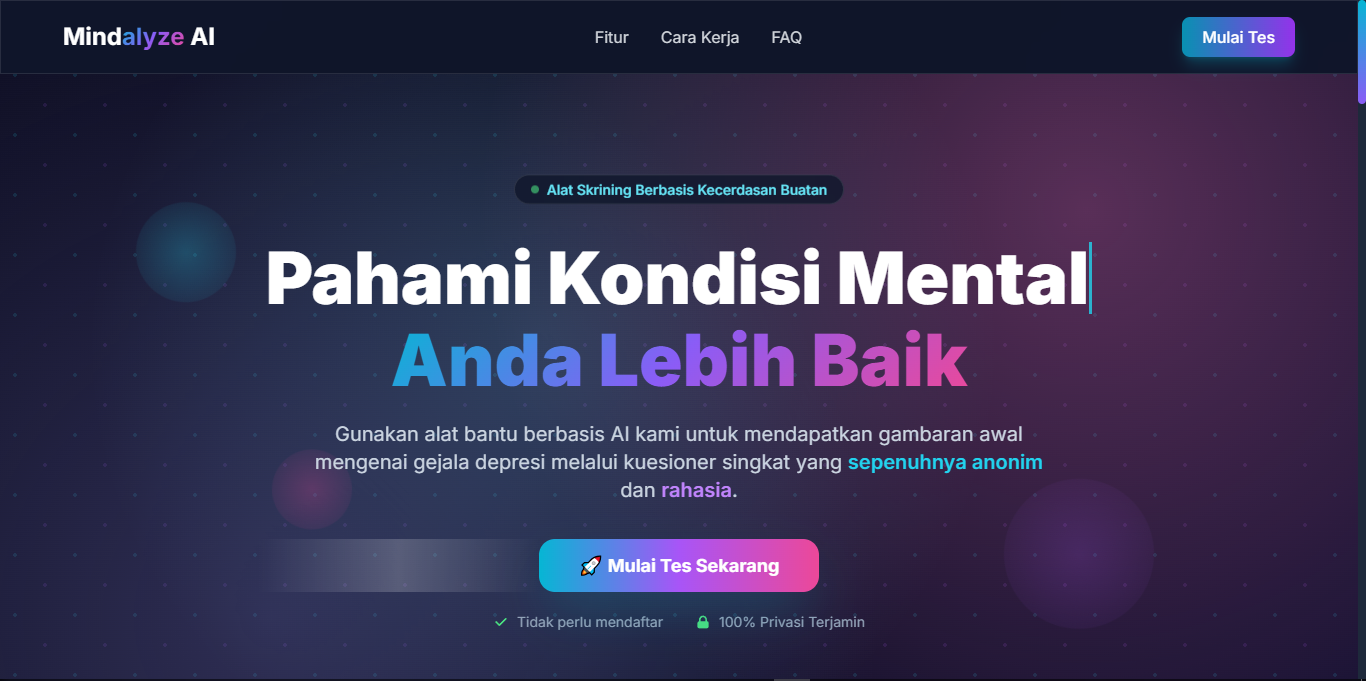 Mindalyze AI
Fitur
Cara Kerja
FAQ
Mulai Tes
Alat Skrining Berbasis Kecerdasan Buatan
Pahami Kondisi Mental
Anda Lebih Baik
Gunakan alat bantu berbasis AI kami untuk mendapatkan gambaran awal
mengenai gejala depresi melalui kuesioner singkat yang sepenuhnya anonim
dan rahasia.
🚀 Mulai Tes Sekarang
Tidak perlu mendaftar
100% Privasi Terjamin